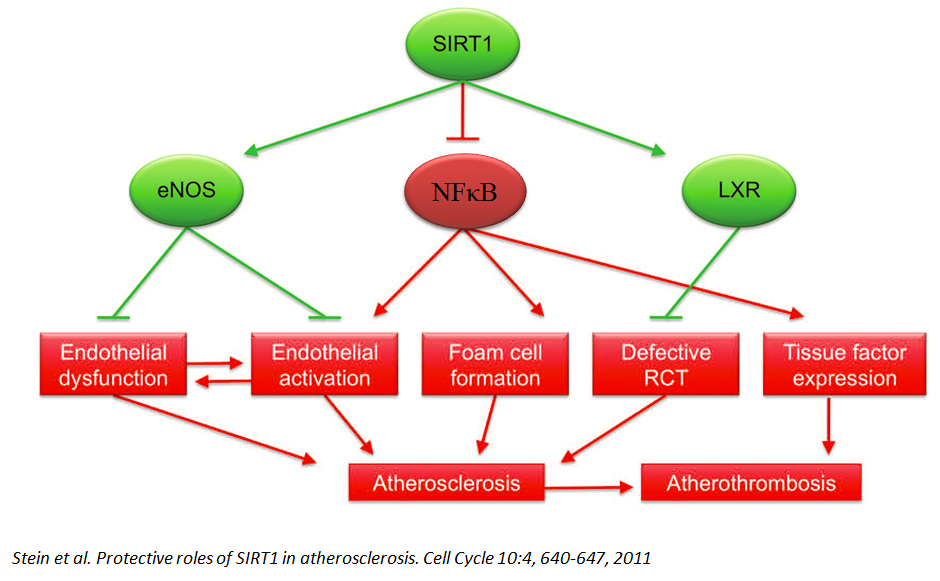 SIRT1
eNOS
NFκB
LXR
Endothelial
dysfunction
Endothelial
activation
Foam cell
formation
Defective
RCT
Tissue factor
expression
Atherosclerosis
Atherothrombosis
Stein et al. Protective roles of SIRT1 in atherosclerosis. Cell Cycle 10:4, 640-647, 2011